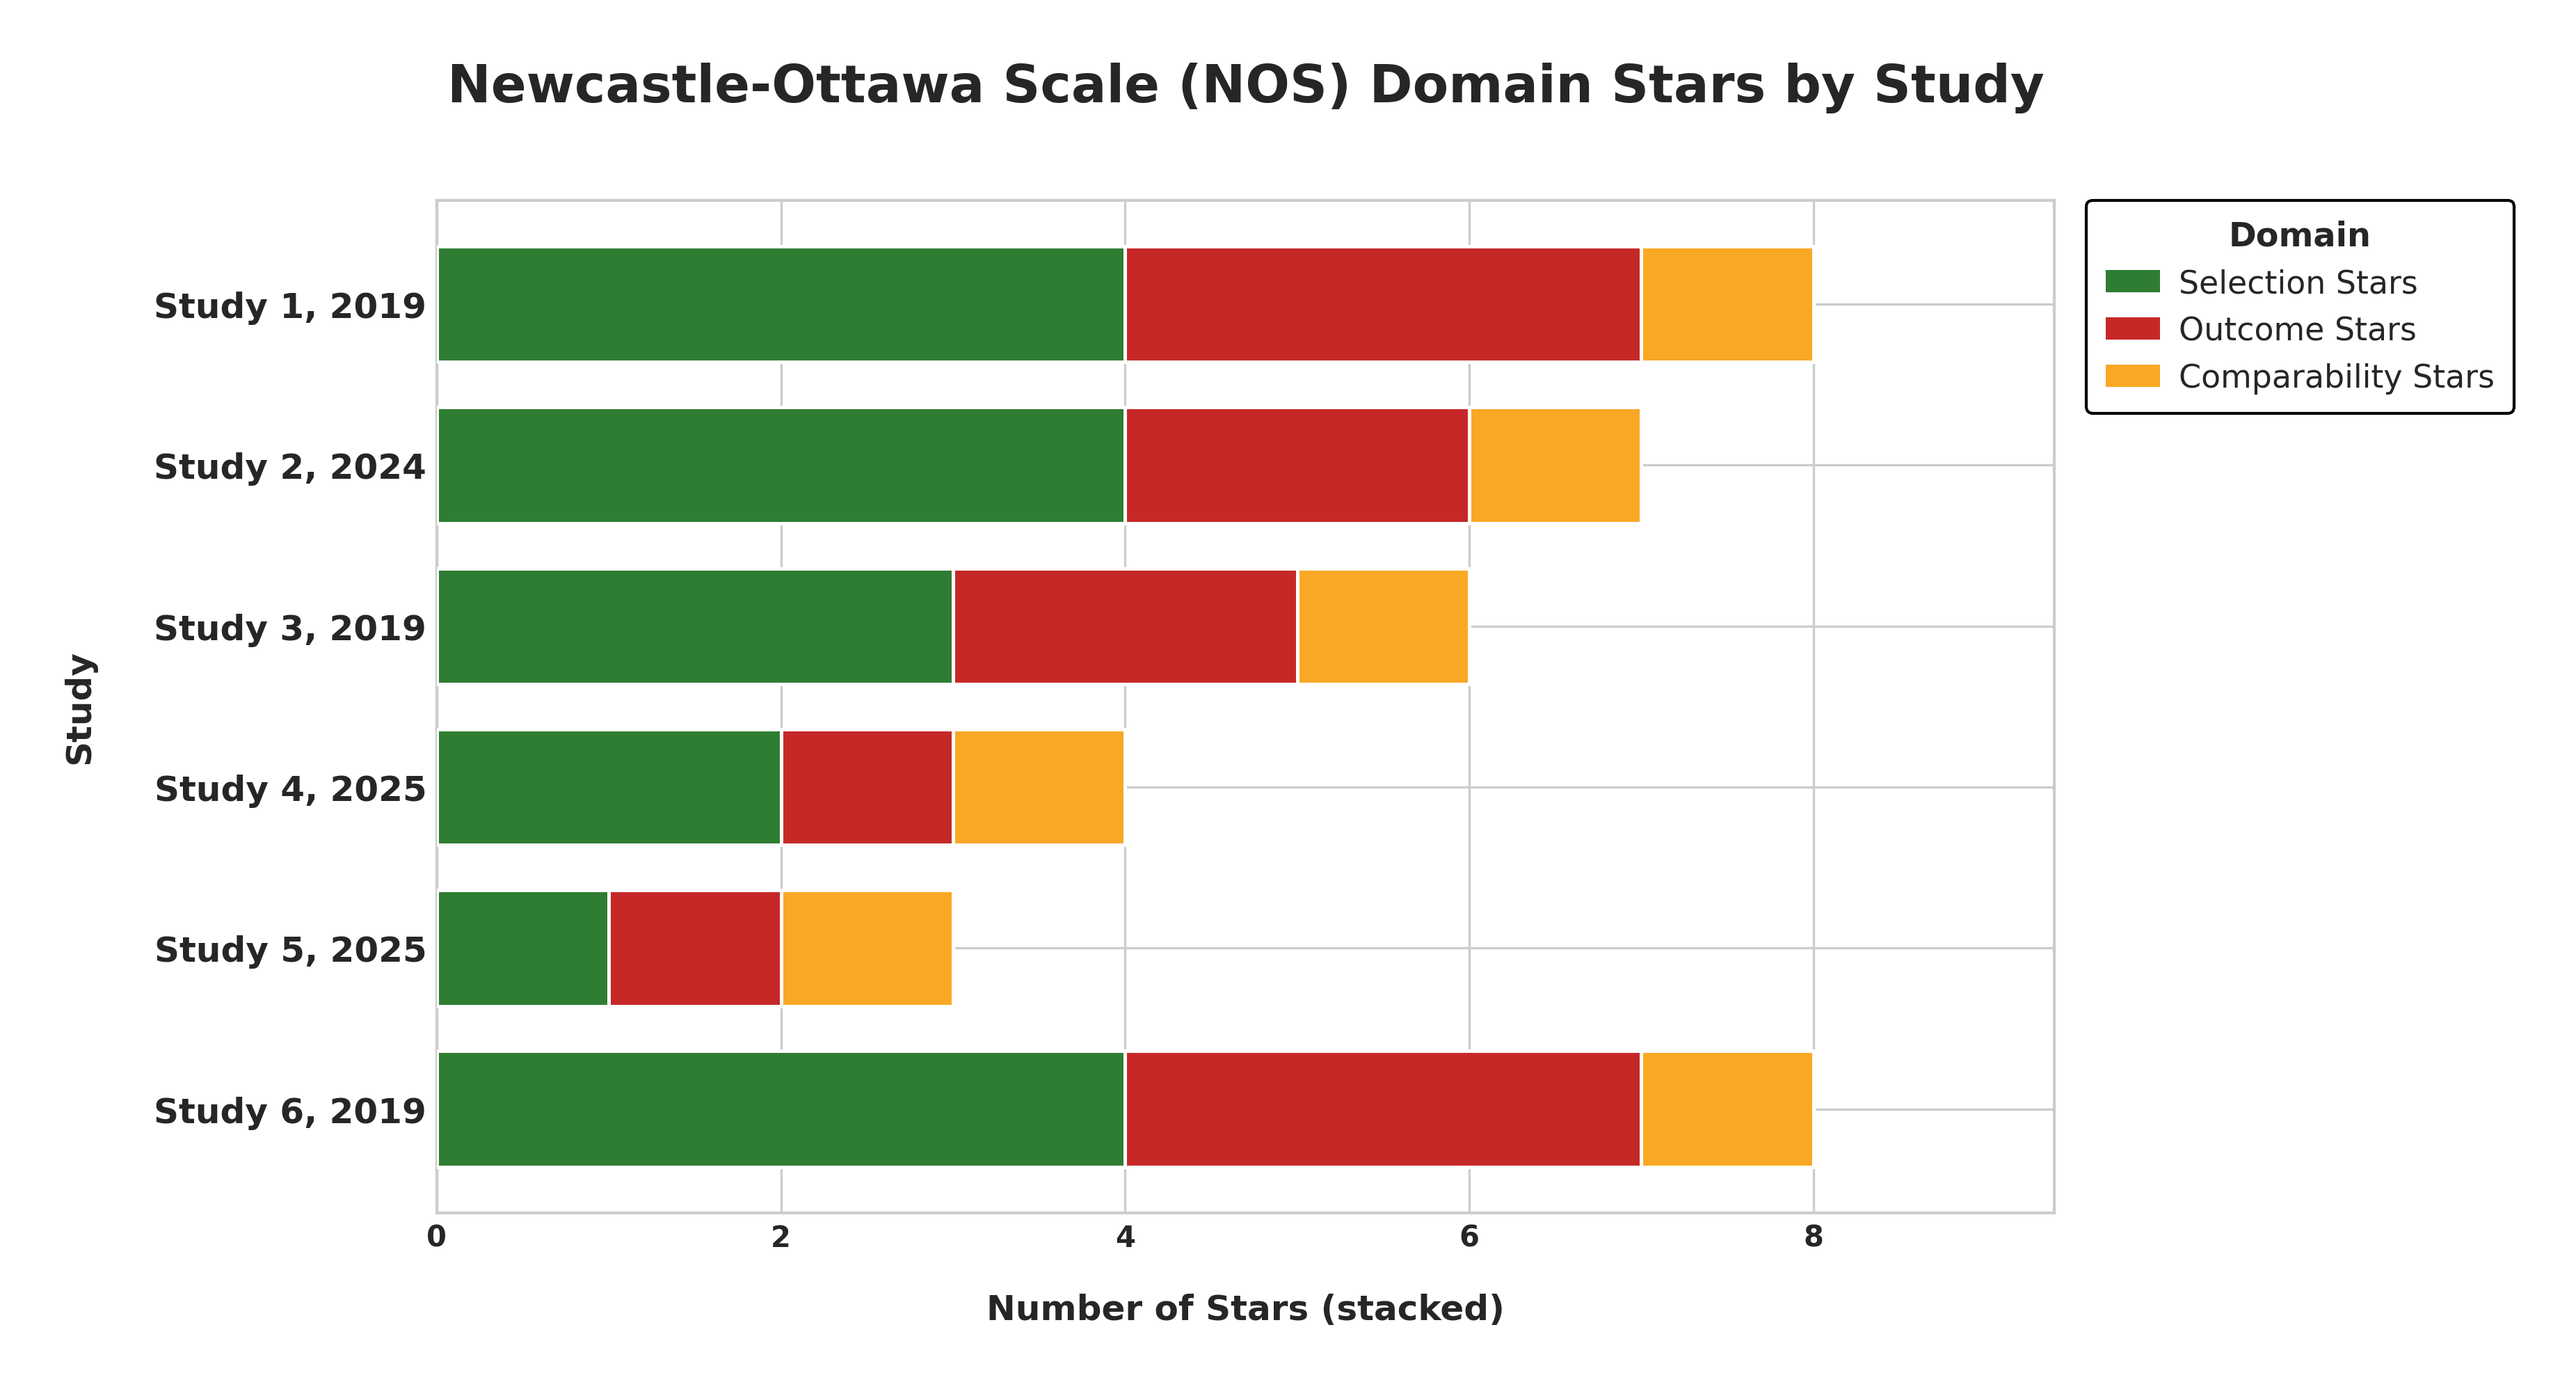 Newcastle-Ottawa Scale (NOS) Domain Stars by Study
Domain
Selection Stars
Outcome Stars
Comparability Stars
Study
Study 1, 2019
Study 2, 2024
Study 3, 2019
Study 4, 2025
Study 5, 2025
Study 6, 2019
0 2 4 6 8
Number of Stars (stacked)